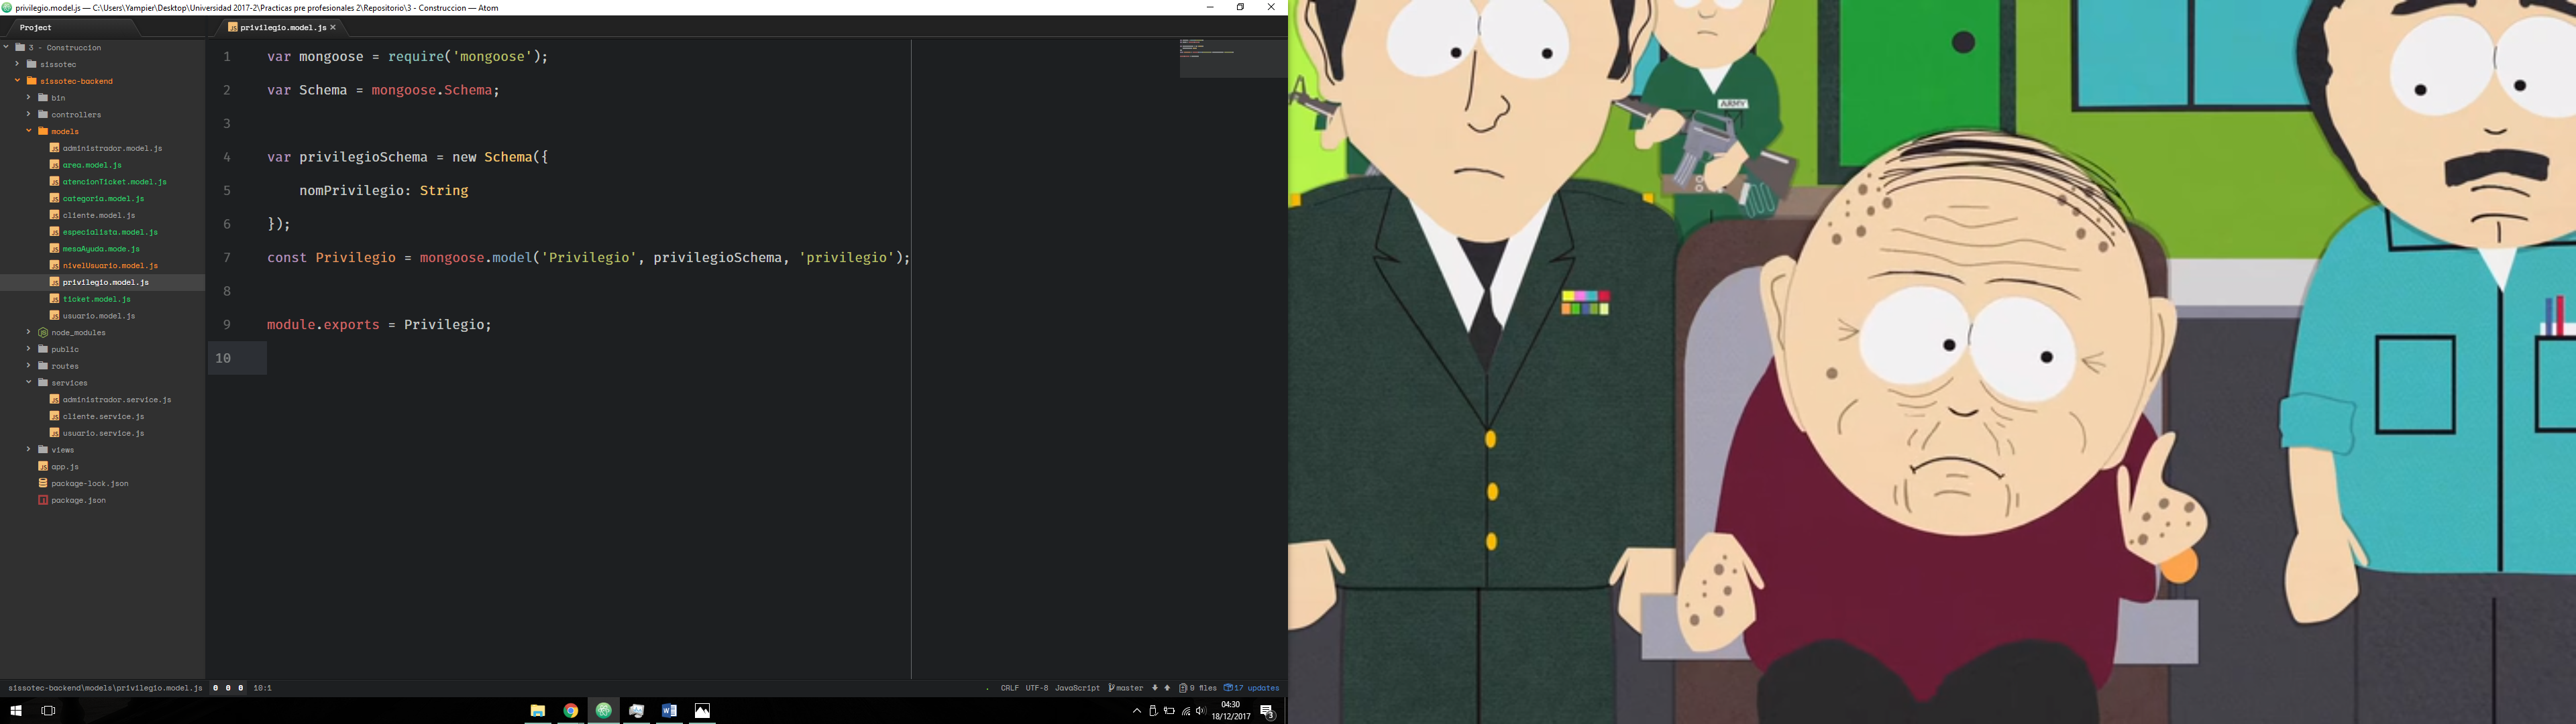 privilegio.model.js — C:\Users\Yampier\Desktop\Universidad 2017-2\Practicas pre profesionales 2\Repositorio\3 - Construccion — Atom
Project
privilegio.model.js
3 - Construccion
sissotec
sissotec-backend
bin
controllers
models
administrador.model.js
area.model.js
atencionTicket.model.js
categoria.model.js
cliente.model.js
especialista.model.js
mesaAyuda.mode.js
nivelUsuario.model.js
privilegio.model.js
ticket.model.js
usuario.model.js
node_modules
public
routes
services
administrador.service.js
cliente.service.js
usuario.service.js
views
app.js
package-lock.json
package.json
1 var mongoose = require('mongoose');
2 var Schema = mongoose.Schema;
3
4 var privilegioSchema = new Schema({
5 nomPrivilegio: String
6 });
7 const Privilegio = mongoose.model('Privilegio', privilegioSchema, 'privilegio');
8
9 module.exports = Privilegio;
10
sissotec-backend\models\privilegio.model.js 0 0 0 10:1
. CRLF UTF-8 JavaScript master 9 files 17 updates
04:30
18/12/2017
3
ARMY